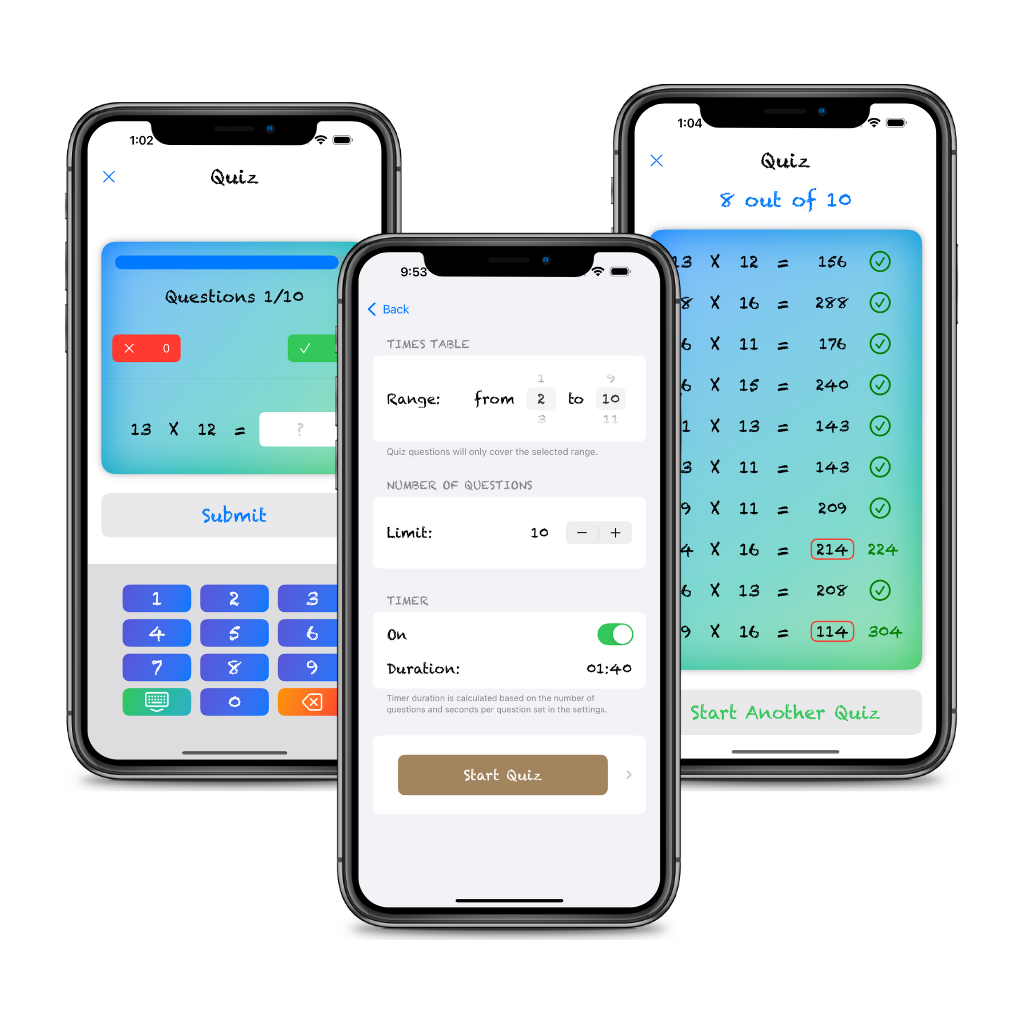 1:02
Quiz
Questions 1/10
0
13 X 12 = ?
Submit
1 2 3
4 5 6
7 8 9
0
9:53
Back
TIMES TABLE
1 9
Range: from 2 to 10
3 11
Quiz questions will only cover the selected range.
NUMBER OF QUESTIONS
Limit: 10 − +
TIMER
On
Duration: 01:40
Timer duration is calculated based on the number of
questions and seconds per question set in the settings.
Start Quiz
1:04
Quiz
8 out of 10
13 X 12 = 156
8 X 16 = 288
6 X 11 = 176
6 X 15 = 240
1 X 13 = 143
3 X 11 = 143
9 X 11 = 209
4 X 16 = 214 224
6 X 13 = 208
9 X 16 = 114 304
Start Another Quiz